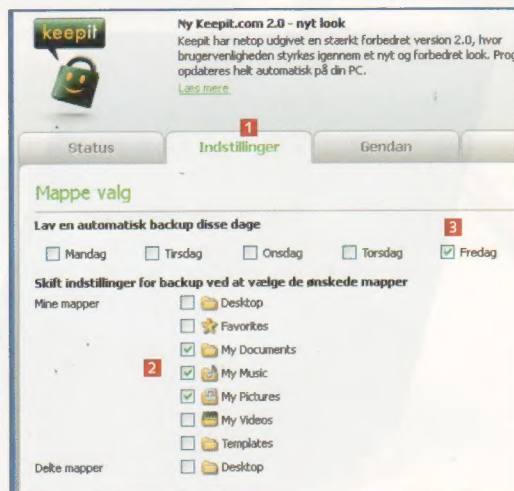 keepit
Ny Keepit.com 2.0 - nyt look
Keepit har netop udgivet en stærkt forbedret version 2.0, hvor
brugervenligheden styrkes igennem et nyt og forbedret look. Prog
opdateres helt automatisk på din PC.
Læs mere
1
Status Indstillinger Gendan
Mappe valg
Lav en automatisk backup disse dage
3
Mandag Tirsdag Onsdag Torsdag Fredag
Skift indstillinger for backup ved at vælge de ønskede mapper
Mine mapper Desktop
Favorites
My Documents
2
My Music
My Pictures
My Videos
Templates
Delte mapper Desktop